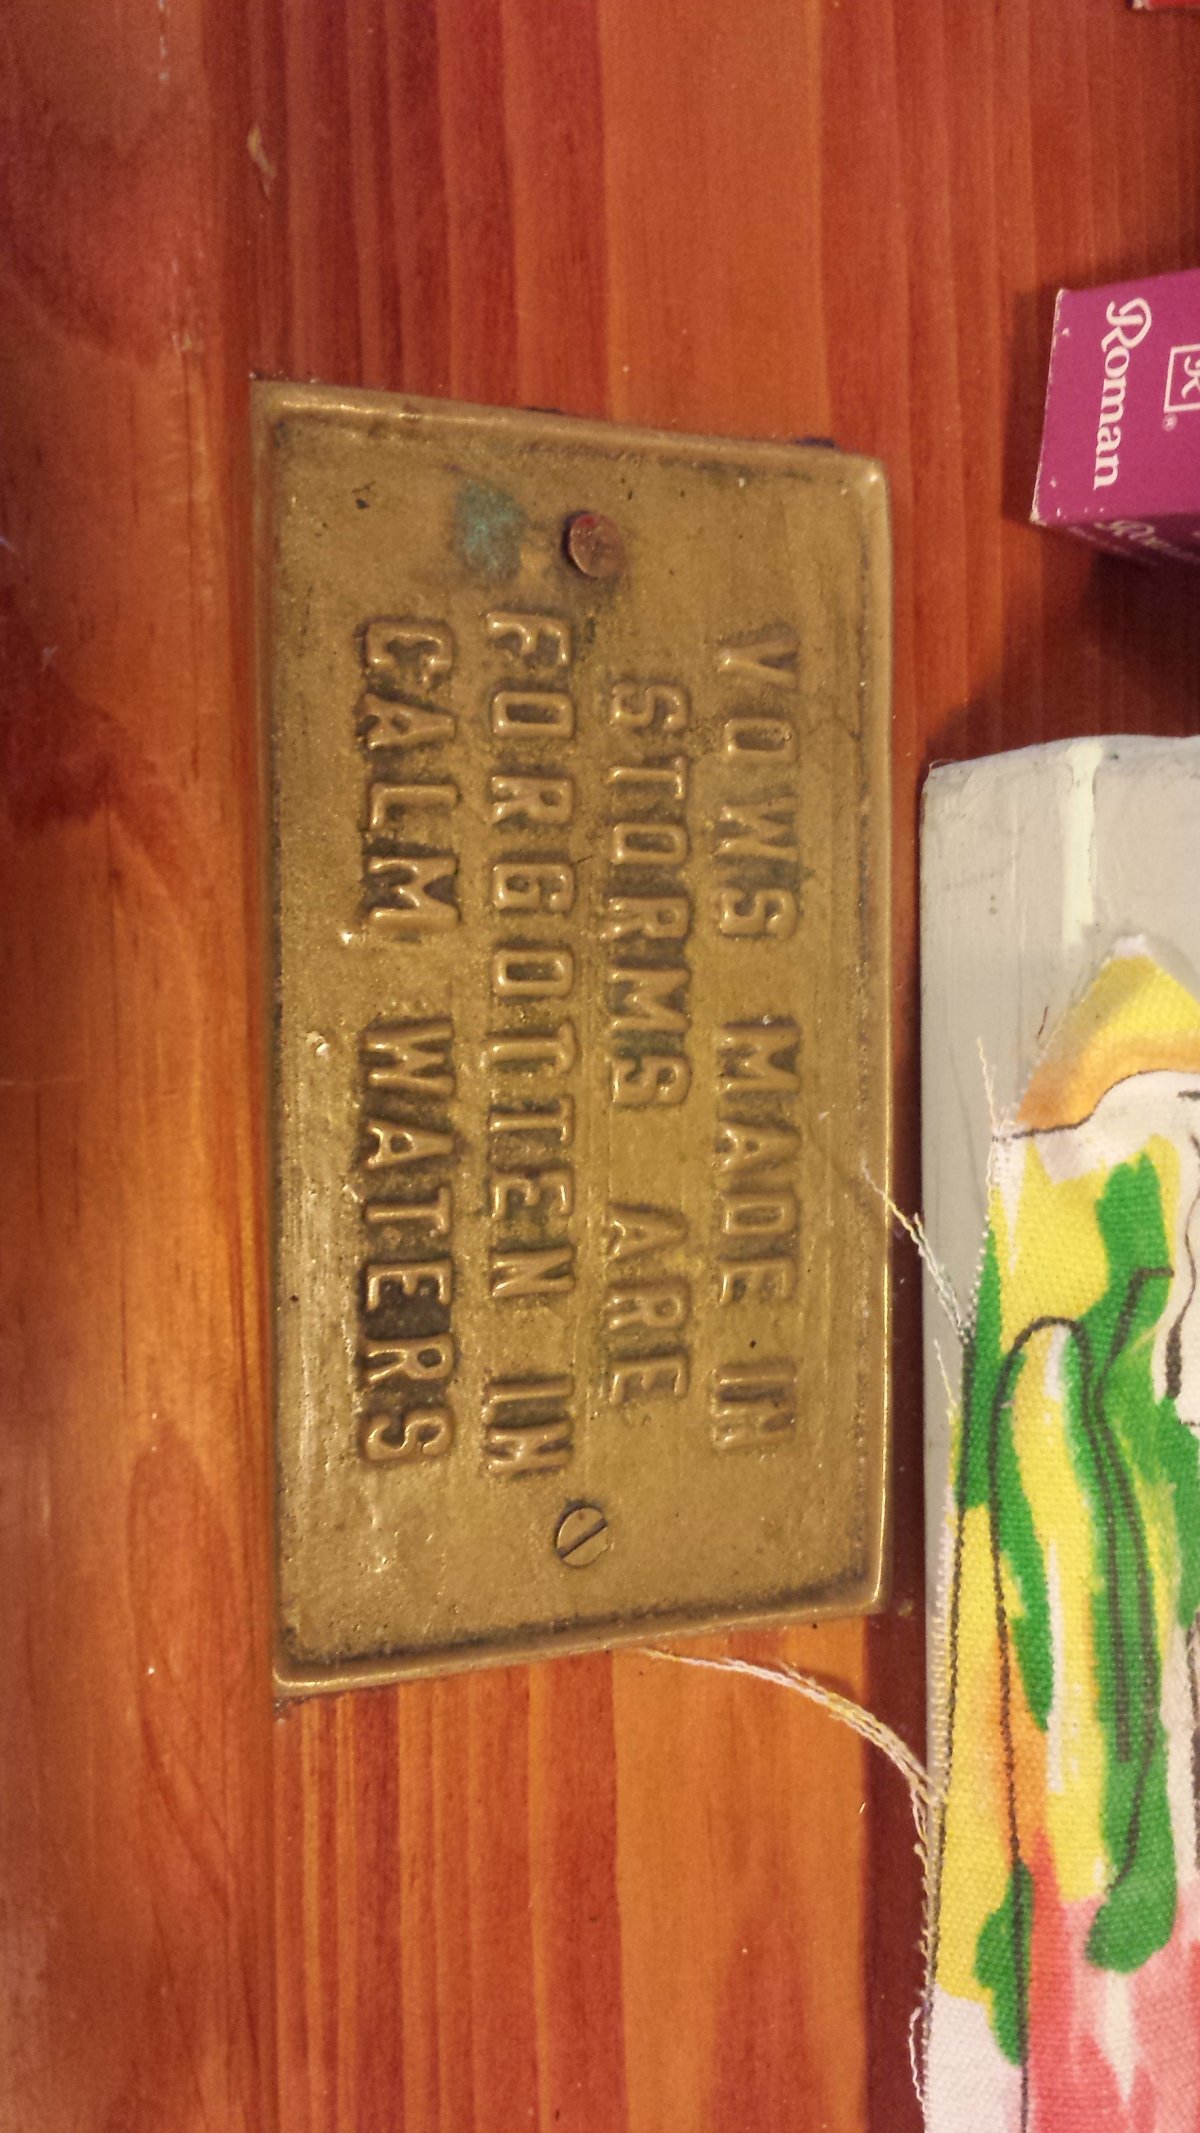 VOWS MADE IN
STORMS ARE
FORGOTTEN IN
CALM WATERS
R
Roman